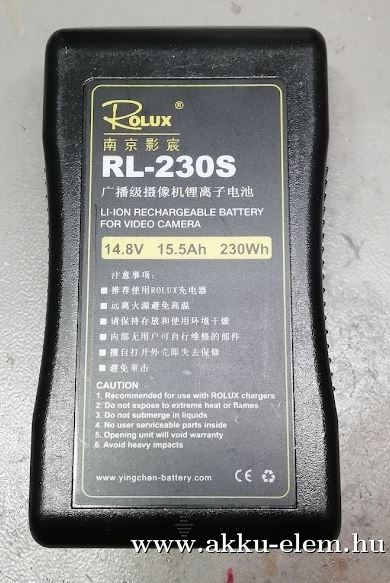 ROLUX®
南京影宸
RL-230S
广播级摄像机锂离子电池
LI-ION RECHARGEABLE BATTERY
FOR VIDEO CAMERA
14.8V 15.5Ah 230Wh
注意事项:
■ 推荐使用ROLUX充电器
■ 远离火源避免高温
■ 请保持存放和使用环境干燥
■ 内部无用户可自行维修的部件
■ 擅自打开外壳即失去保修
■ 避免重击
CAUTION
1. Recommended for use with ROLUX chargers
2. Do not expose to extreme heat or flames
3. Do not submerge in liquids
4. No user serviceable parts inside
5. Opening unit will void warranty
6. Avoid heavy impacts
www.yingchen-battery.com CE
www.akku-elem.hu